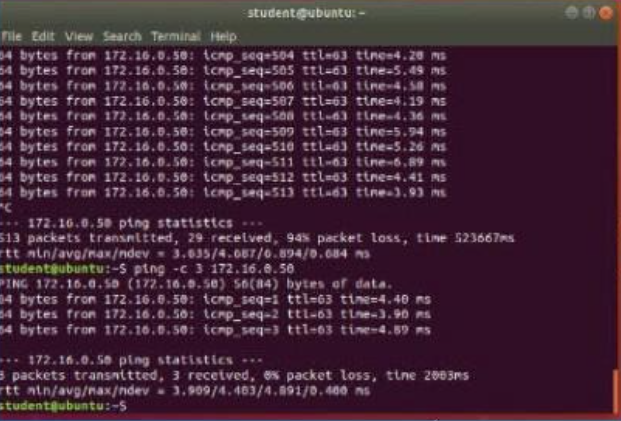 student@ubuntu: ~
File Edit View Search Terminal Help
64 bytes from 172.16.0.50: icmp_seq=504 ttl=63 time=4.20 ms
64 bytes from 172.16.0.50: icmp_seq=505 ttl=63 time=5.49 ms
64 bytes from 172.16.0.50: icmp_seq=506 ttl=63 time=4.58 ms
64 bytes from 172.16.0.50: icmp_seq=507 ttl=63 time=4.19 ms
64 bytes from 172.16.0.50: icmp_seq=508 ttl=63 time=4.36 ms
64 bytes from 172.16.0.50: icmp_seq=509 ttl=63 time=5.94 ms
64 bytes from 172.16.0.50: icmp_seq=510 ttl=63 time=5.26 ms
64 bytes from 172.16.0.50: icmp_seq=511 ttl=63 time=6.89 ms
64 bytes from 172.16.0.50: icmp_seq=512 ttl=63 time=4.41 ms
64 bytes from 172.16.0.50: icmp_seq=513 ttl=63 time=3.93 ms
^C
--- 172.16.0.50 ping statistics ---
513 packets transmitted, 29 received, 94% packet loss, time 523667ms
rtt min/avg/max/mdev = 3.635/4.687/6.894/0.684 ms
student@ubuntu:~$ ping -c 3 172.16.0.50
PING 172.16.0.50 (172.16.0.50) 56(84) bytes of data.
64 bytes from 172.16.0.50: icmp_seq=1 ttl=63 time=4.40 ms
64 bytes from 172.16.0.50: icmp_seq=2 ttl=63 time=3.90 ms
64 bytes from 172.16.0.50: icmp_seq=3 ttl=63 time=4.89 ms
--- 172.16.0.50 ping statistics ---
3 packets transmitted, 3 received, 0% packet loss, time 2003ms
rtt min/avg/max/mdev = 3.909/4.403/4.891/0.400 ms
student@ubuntu:~$